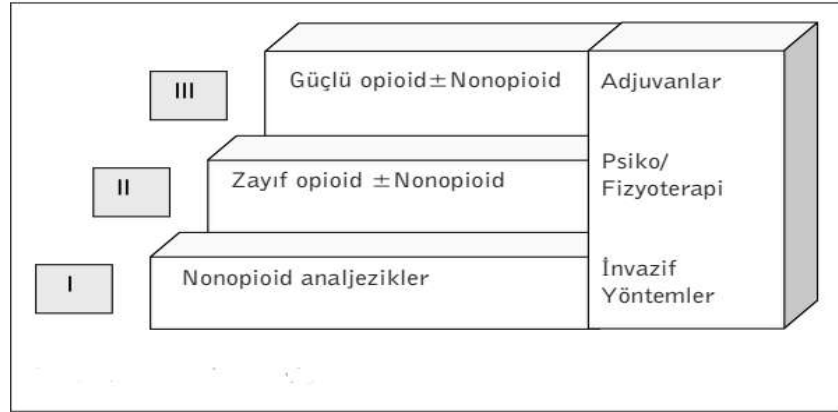 III
Güçlü opioid±Nonopioid
Adjuvanlar
II
Zayıf opioid ±Nonopioid
Psiko/
Fizyoterapi
I
Nonopioid analjezikler
İnvazif
Yöntemler